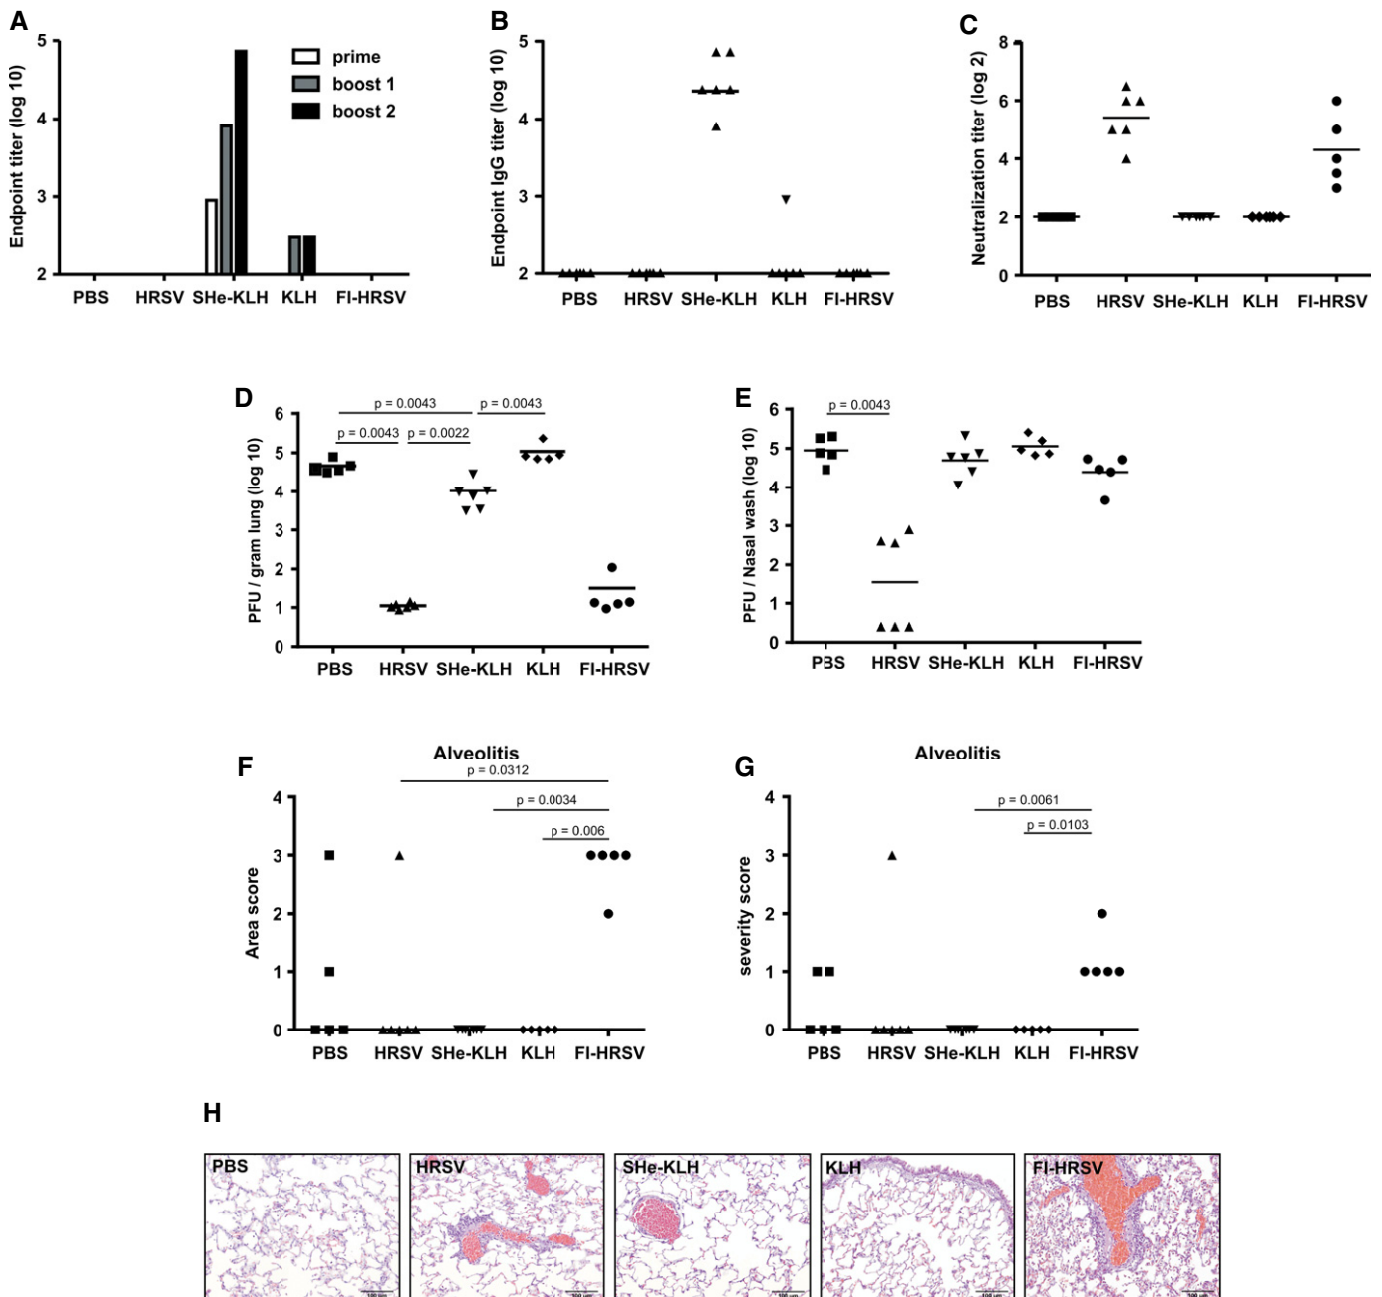 A
Endpoint titer (log 10)
5
4
3
2
prime
boost 1
boost 2
PBS HRSV SHe-KLH KLH FI-HRSV
B
Endpoint IgG titer (log 10)
5
4
3
2
PBS HRSV SHe-KLH KLH FI-HRSV
C
Neutralization titer (log 2)
8
6
4
2
0
PBS HRSV SHe-KLH KLH FI-HRSV
D
PFU / gram lung (log 10)
6
5
4
3
2
1
0
p = 0.0043 p = 0.0043
p = 0.0043 p = 0.0022
PBS HRSV SHe-KLH KLH FI-HRSV
E
PFU / Nasal wash (log 10)
6
5
4
3
2
1
0
p = 0.0043
PBS HRSV SHe-KLH KLH FI-HRSV
F
Alveolitis
p = 0.0312
p = 0.0034
p = 0.006
Area score
4
3
2
1
0
PBS HRSV SHe-KLH KLH FI-HRSV
G
Alveolitis
p = 0.0061
p = 0.0103
severity score
4
3
2
1
0
PBS HRSV SHe-KLH KLH FI-HRSV
H
PBS HRSV SHe-KLH KLH FI-HRSV